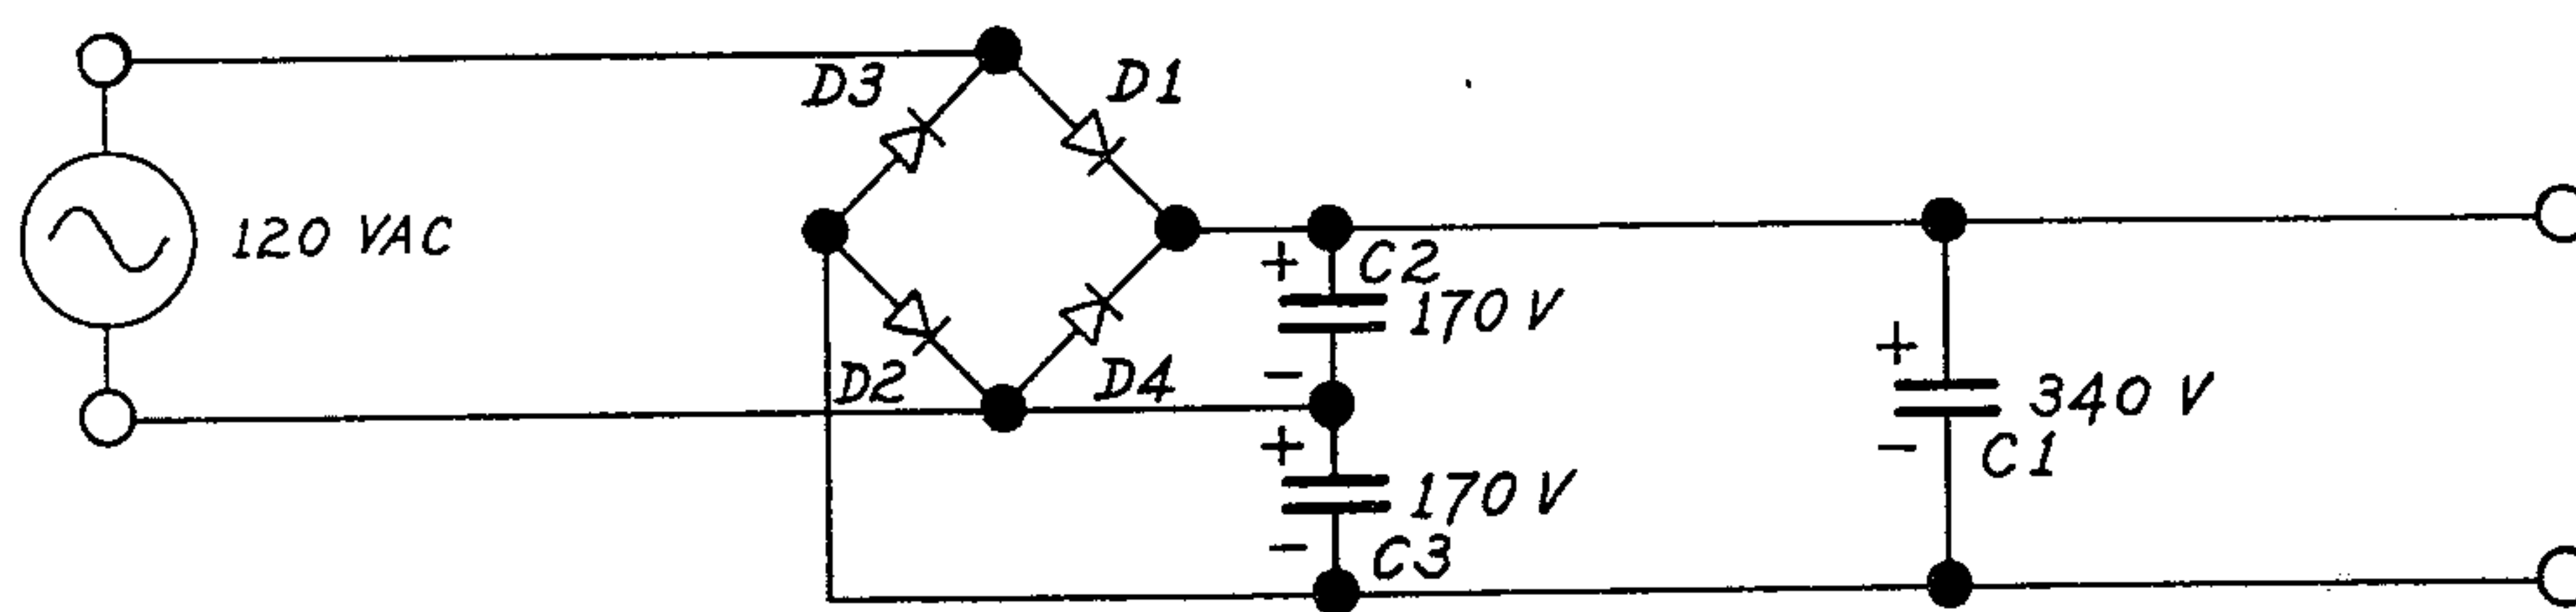 D3
D1
120 VAC
+
C2
170 V
-
D2
D4
+
340 V
-
C1
+
170 V
-
C3